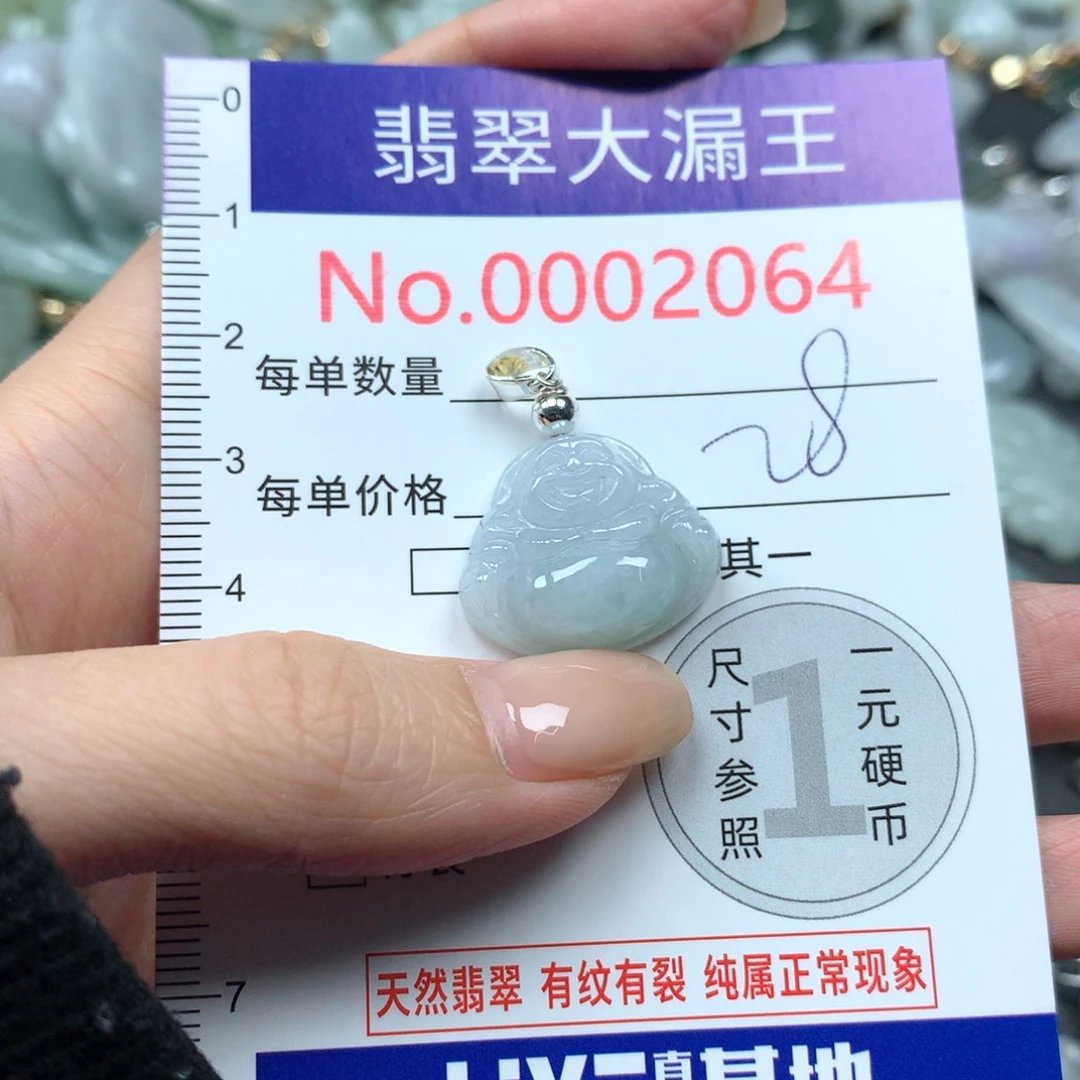 0
翡翠大漏王
1
No.0002064
2
每单数量
28
3
每单价格
其一
4
尺寸参照
一元硬币
1
天然翡翠 有纹有裂 纯属正常现象
7
基地